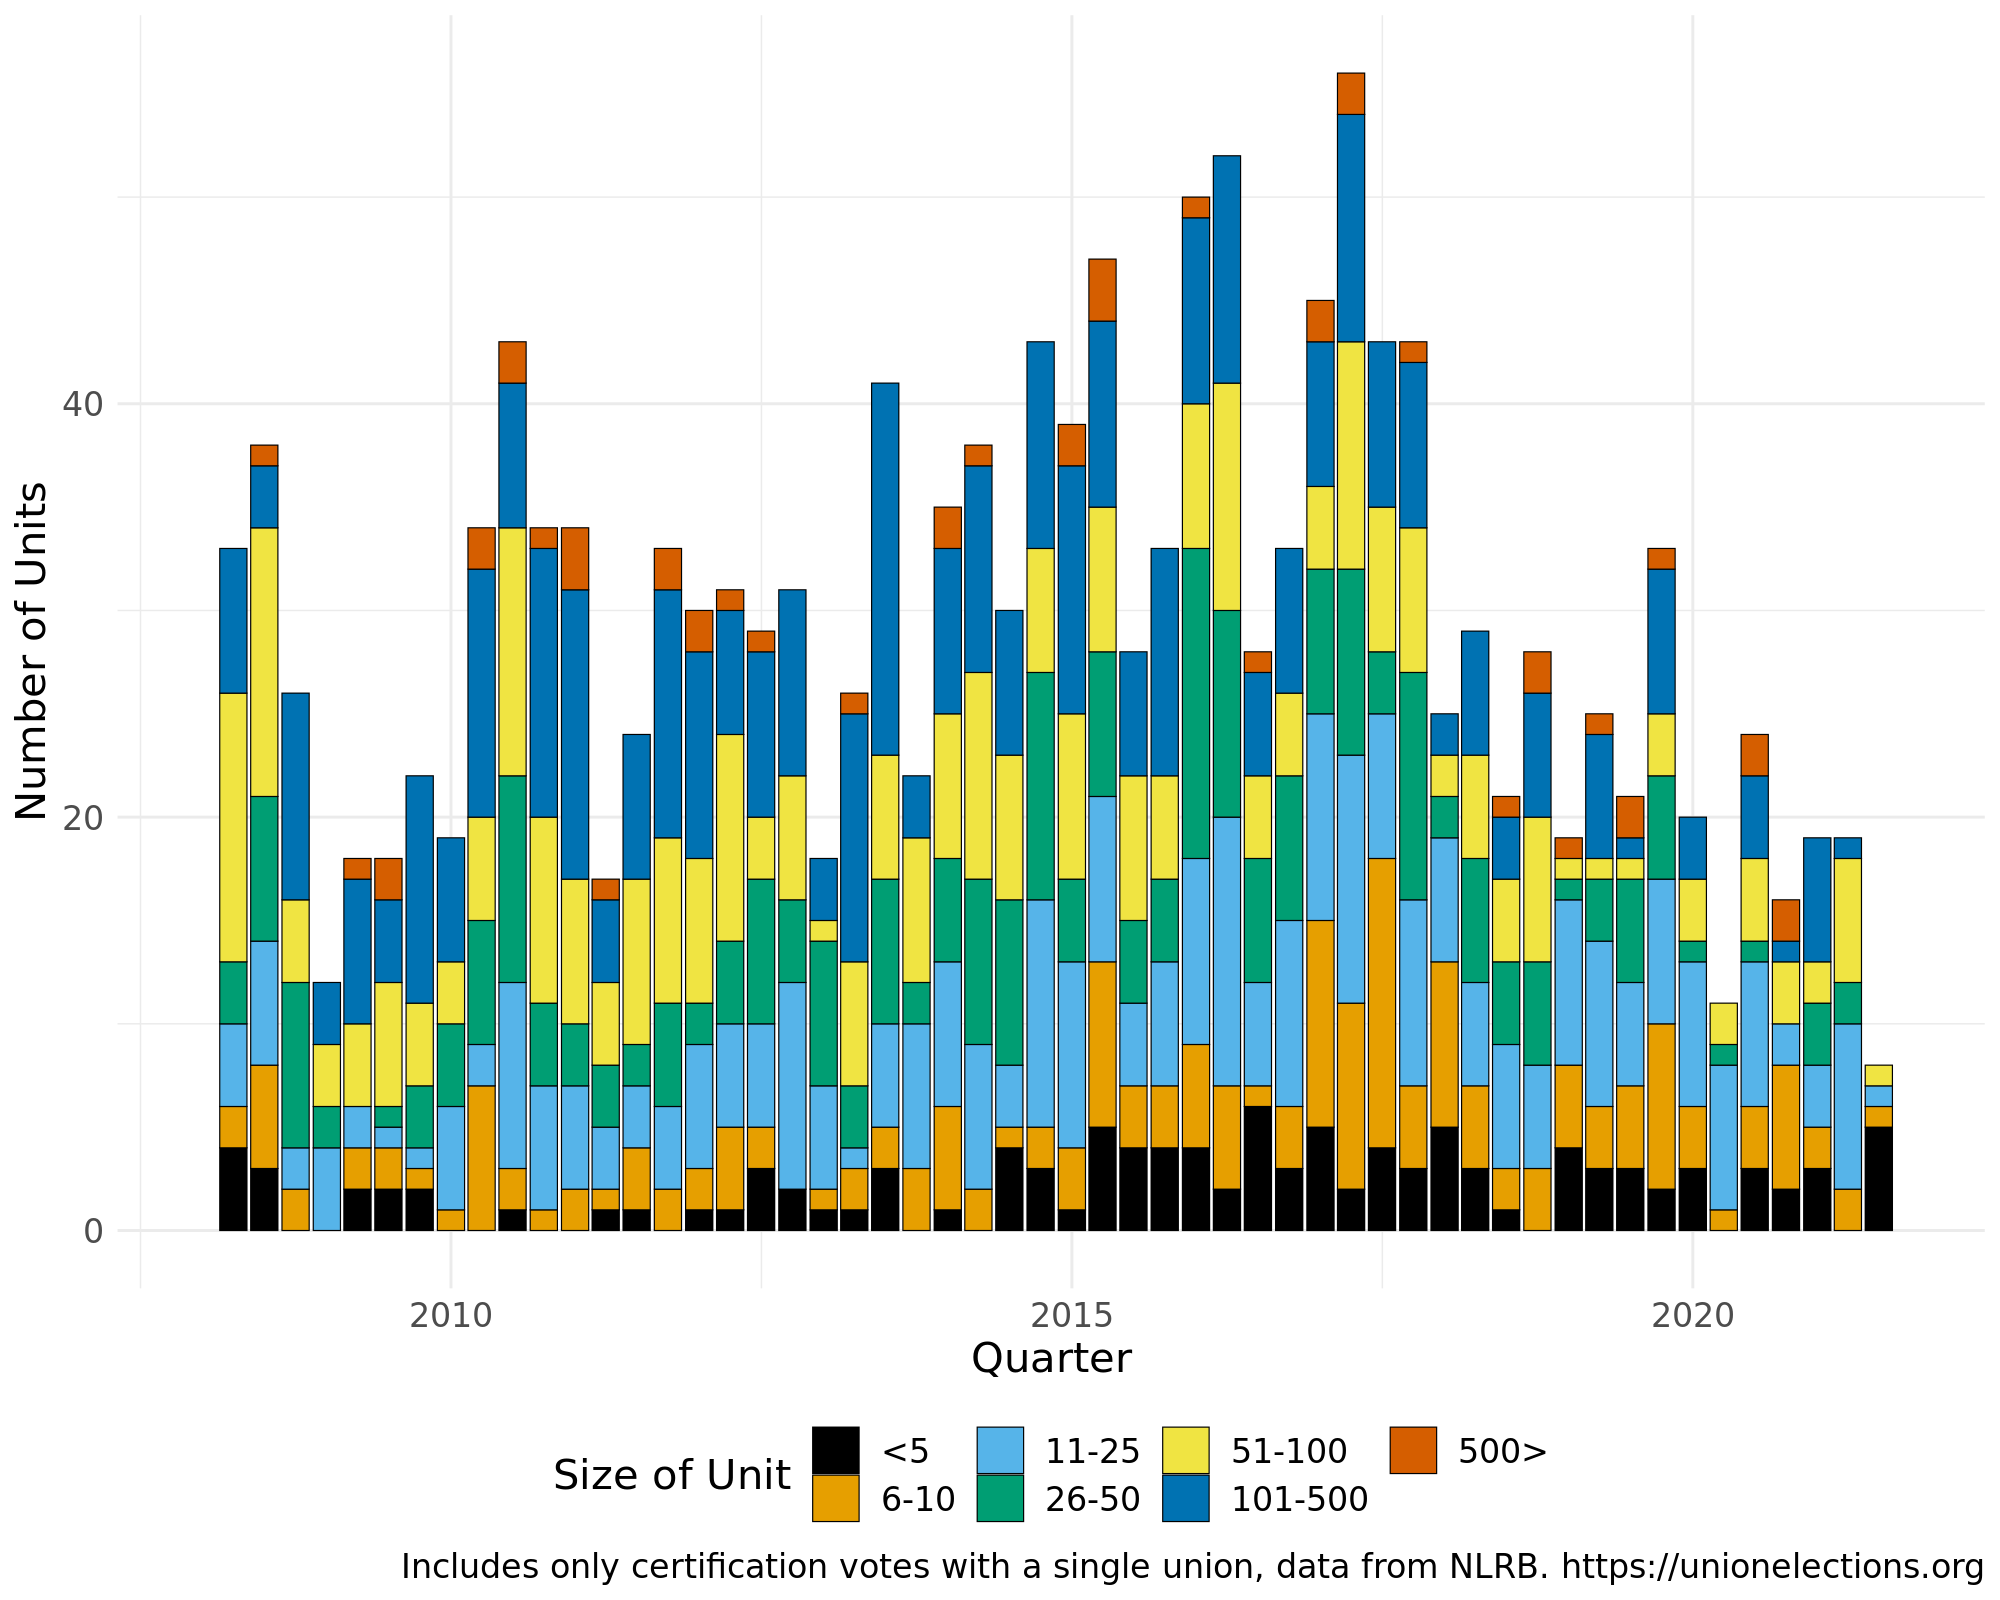 Number of Units
40
20
0
2010 2015 2020
Quarter
Size of Unit
<5 11-25 51-100 500>
6-10 26-50 101-500
Includes only certification votes with a single union, data from NLRB. https://unionelections.org